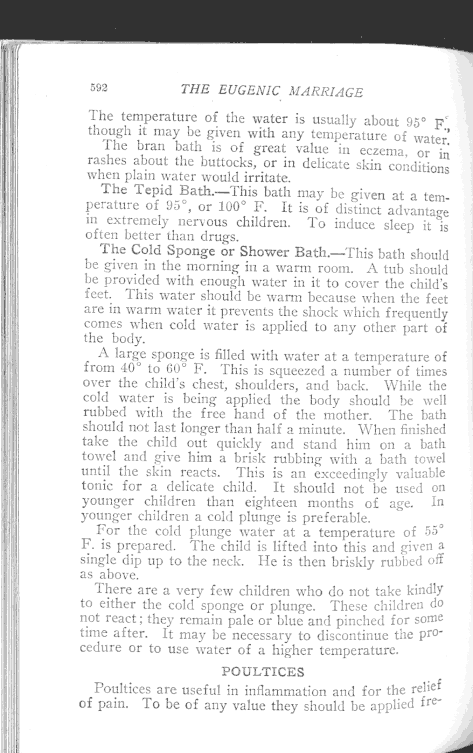 592 THE EUGENIC MARRIAGE
The temperature of the water is usually about 95° F.,
though it may be given with any temperature of water.
The bran bath is of great value in eczema, or in
rashes about the buttocks, or in delicate skin conditions
when plain water would irritate.
The Tepid Bath.—This bath may be given at a tem-
perature of 95°, or 100° F. It is of distinct advantage
in extremely nervous children. To induce sleep it is
often better than drugs.
The Cold Sponge or Shower Bath.—This bath should
be given in the morning in a warm room. A tub should
be provided with enough water in it to cover the child's
feet. This water should be warm because when the feet
are in warm water it prevents the shock which frequently
comes when cold water is applied to any other part of
the body.
A large sponge is filled with water at a temperature of
from 40° to 60° F. This is squeezed a number of times
over the child's chest, shoulders, and back. While the
cold water is being applied the body should be well
rubbed with the free hand of the mother. The bath
should not last longer than half a minute. When finished
take the child out quickly and stand him on a bath
towel and give him a brisk rubbing with a bath towel
until the skin reacts. This is an exceedingly valuable
tonic for a delicate child. It should not be used on
younger children than eighteen months of age. In
younger children a cold plunge is preferable.
For the cold plunge water at a temperature of 55°
F. is prepared. The child is lifted into this and given a
single dip up to the neck. He is then briskly rubbed off
as above.
There are a very few children who do not take kindly
to either the cold sponge or plunge. These children do
not react; they remain pale or blue and pinched for some
time after. It may be necessary to discontinue the pro-
cedure or to use water of a higher temperature.
POULTICES
Poultices are useful in inflammation and for the relief
of pain. To be of any value they should be applied fre-